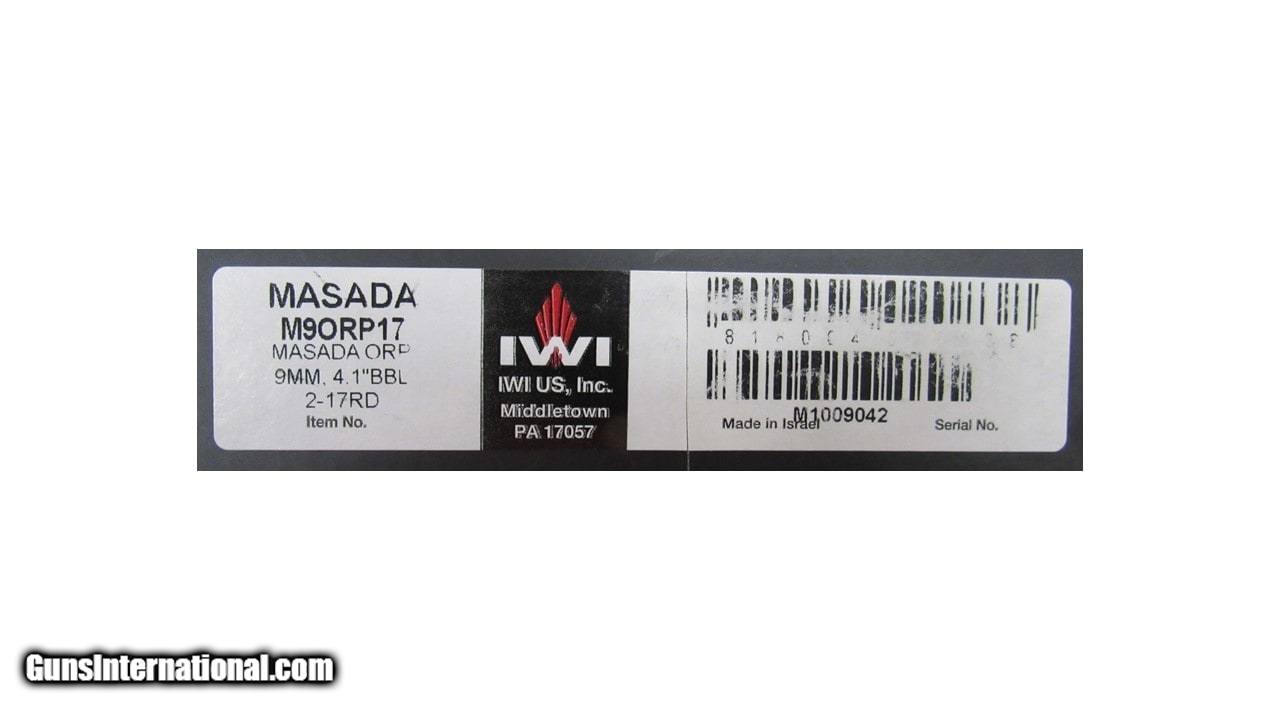 MASADA
M9ORP17
MASADA ORP
9MM, 4.1"BBL
2-17RD
Item No.
IWI
IWI US, Inc.
Middletown
PA 17057
M1009042
Made in Israel
Serial No.
GunsInternational.com